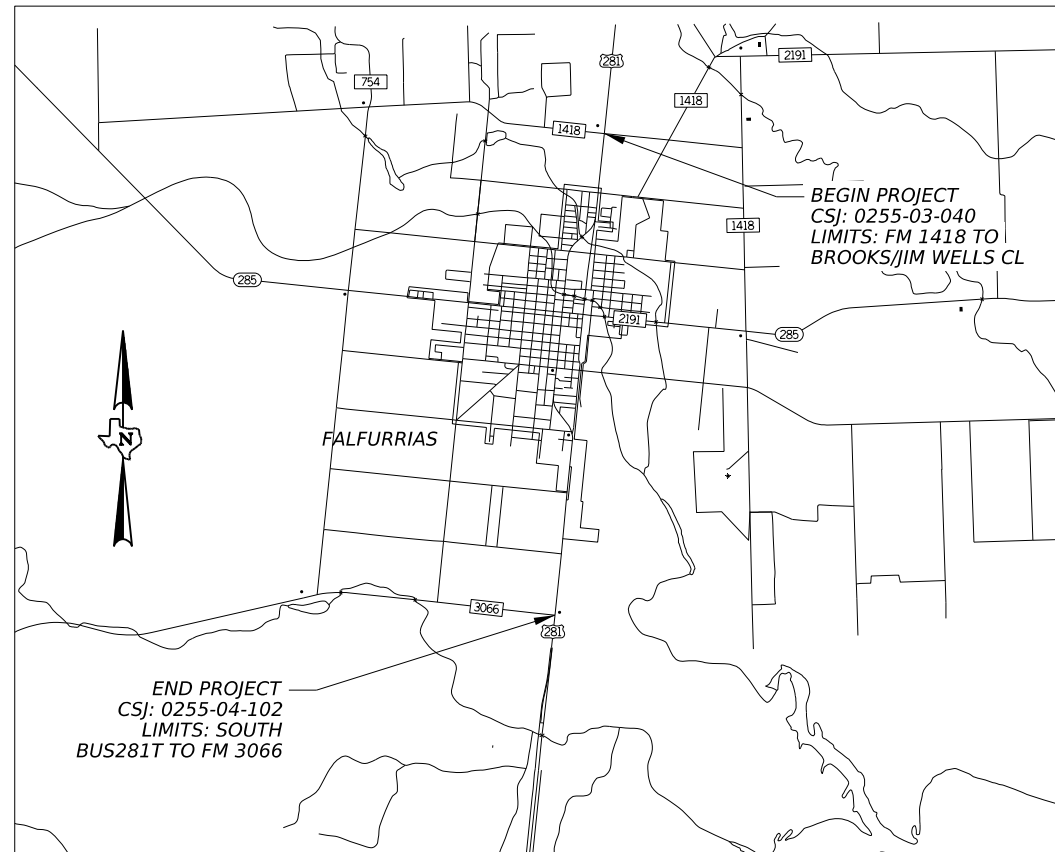 2191
281
754
1418
1418
BEGIN PROJECT
CSJ: 0255-03-040
LIMITS: FM 1418 TO
BROOKS/JIM WELLS CL
1418
285
2191
285
FALFURRIAS
N
3066
281
END PROJECT
CSJ: 0255-04-102
LIMITS: SOUTH
BUS281T TO FM 3066